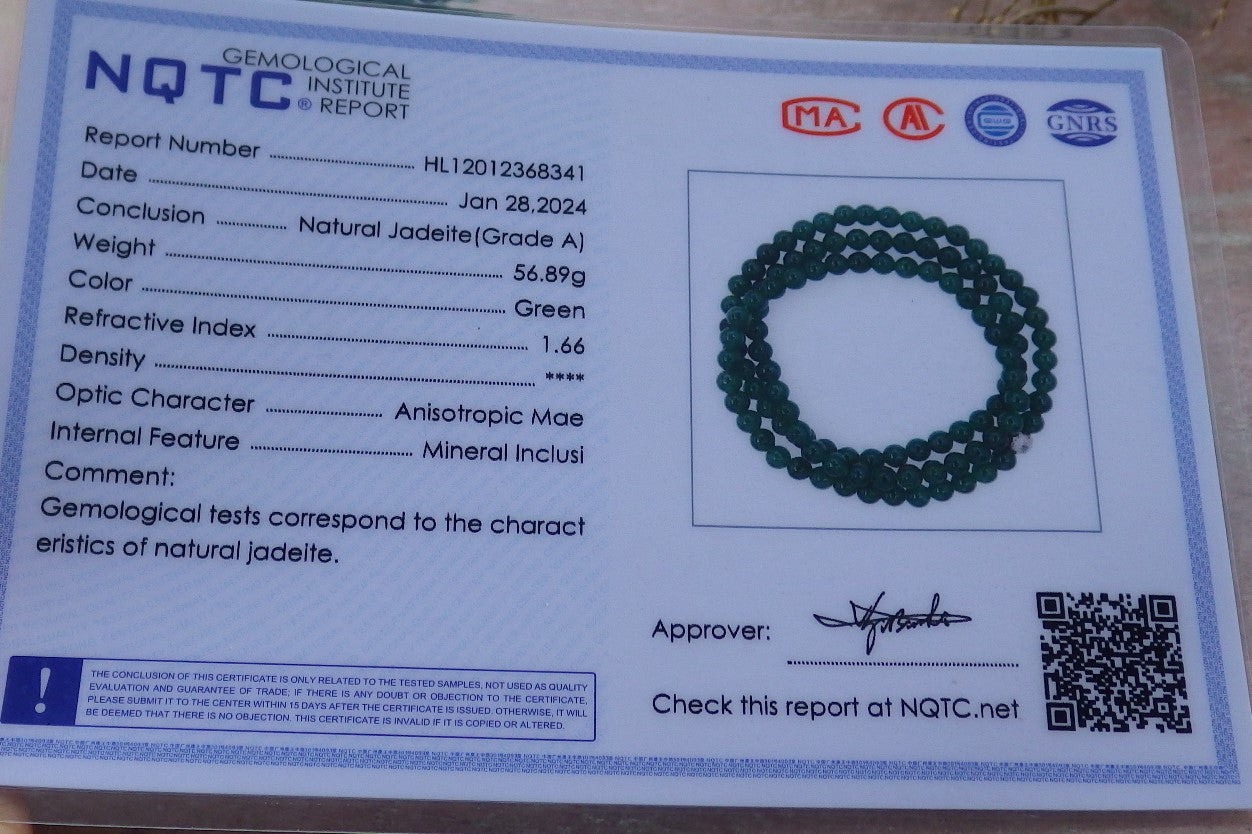 NQTC® GEMOLOGICAL
INSTITUTE
REPORT
Report Number HL12012368341
Date Jan 28,2024
Conclusion Natural Jadeite(Grade A)
Weight 56.89g
Color Green
Refractive Index 1.66
Density ****
Optic Character Anisotropic Mae
Internal Feature Mineral Inclusi
Comment:
Gemological tests correspond to the charact
eristics of natural jadeite.
! THE CONCLUSION OF THIS CERTIFICATE IS ONLY RELATED TO THE TESTED SAMPLES, NOT USED AS QUALITY
EVALUATION AND GUARANTEE OF TRADE; IF THERE IS ANY DOUBT OR OBJECTION TO THE CERTIFICATE,
PLEASE SUBMIT IT TO THE CENTER WITHIN 15 DAYS AFTER THE CERTIFICATE IS ISSUED. OTHERWISE, IT WILL
BE DEEMED THAT THERE IS NO OBJECTION. THIS CERTIFICATE IS INVALID IF IT IS COPIED OR ALTERED.
MA
GNRS
Approver:
Check this report at NQTC.net